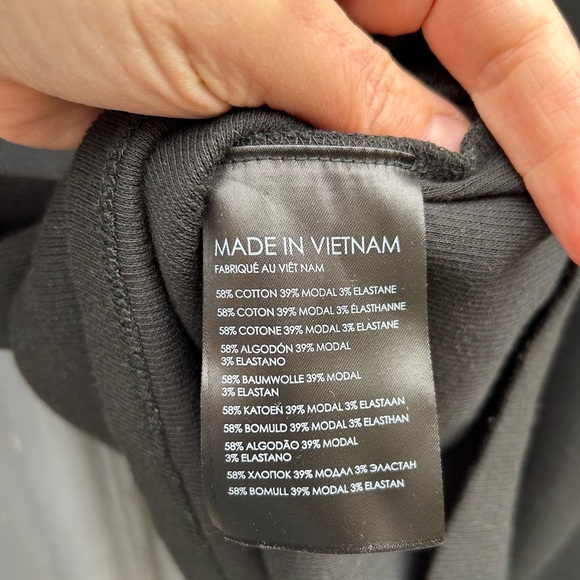 MADE IN VIETNAM
FABRIQUÉ AU VIÊT NAM
58% COTTON 39% MODAL 3% ELASTANE
58% COTON 39% MODAL 3% ÉLASTHANNE
58% COTONE 39% MODAL 3% ELASTANE
58% ALGODÓN 39% MODAL
3% ELASTANO
58% BAUMWOLLE 39% MODAL
3% ELASTAN
58% KATOEN 39% MODAL 3% ELASTAAN
58% BOMULD 39% MODAL 3% ELASTHAN
58% ALGODÃO 39% MODAL
3% ELASTANO
58% ХЛОПОК 39% МОДАЛ 3% ЭЛАСТАН
58% BOMULL 39% MODAL 3% ELASTAN